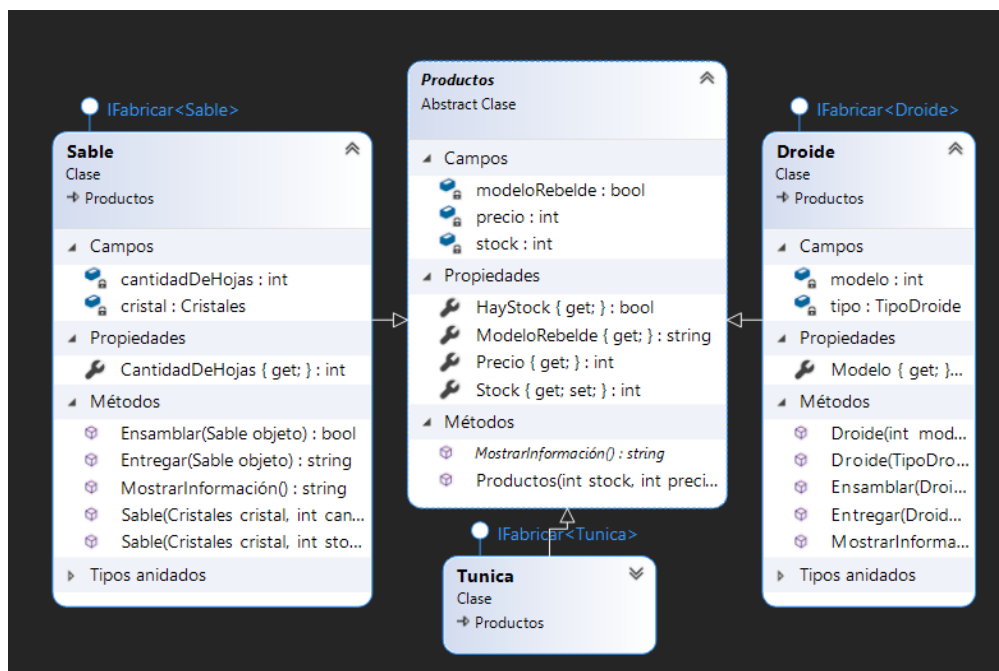 IFabricar<Sable>
Sable
Clase
Productos
Campos
cantidadDeHojas : int
cristal : Cristales
Propiedades
CantidadDeHojas { get; } : int
Métodos
Ensamblar(Sable objeto) : bool
Entregar(Sable objeto) : string
MostrarInformación() : string
Sable(Cristales cristal, int can...
Sable(Cristales cristal, int sto...
Tipos anidados
Productos
Abstract Clase
Campos
modeloRebelde : bool
precio : int
stock : int
Propiedades
HayStock { get; } : bool
ModeloRebelde { get; } : string
Precio { get; } : int
Stock { get; set; } : int
Métodos
MostrarInformación() : string
Productos(int stock, int preci...
IFabricar<Tunica>
Tunica
Clase
Productos
IFabricar<Droide>
Droide
Clase
Productos
Campos
modelo : int
tipo : TipoDroide
Propiedades
Modelo { get; }...
Métodos
Droide(int mod...
Droide(TipoDro...
Ensamblar(Droi...
Entregar(Droid...
MostrarInforma...
Tipos anidados